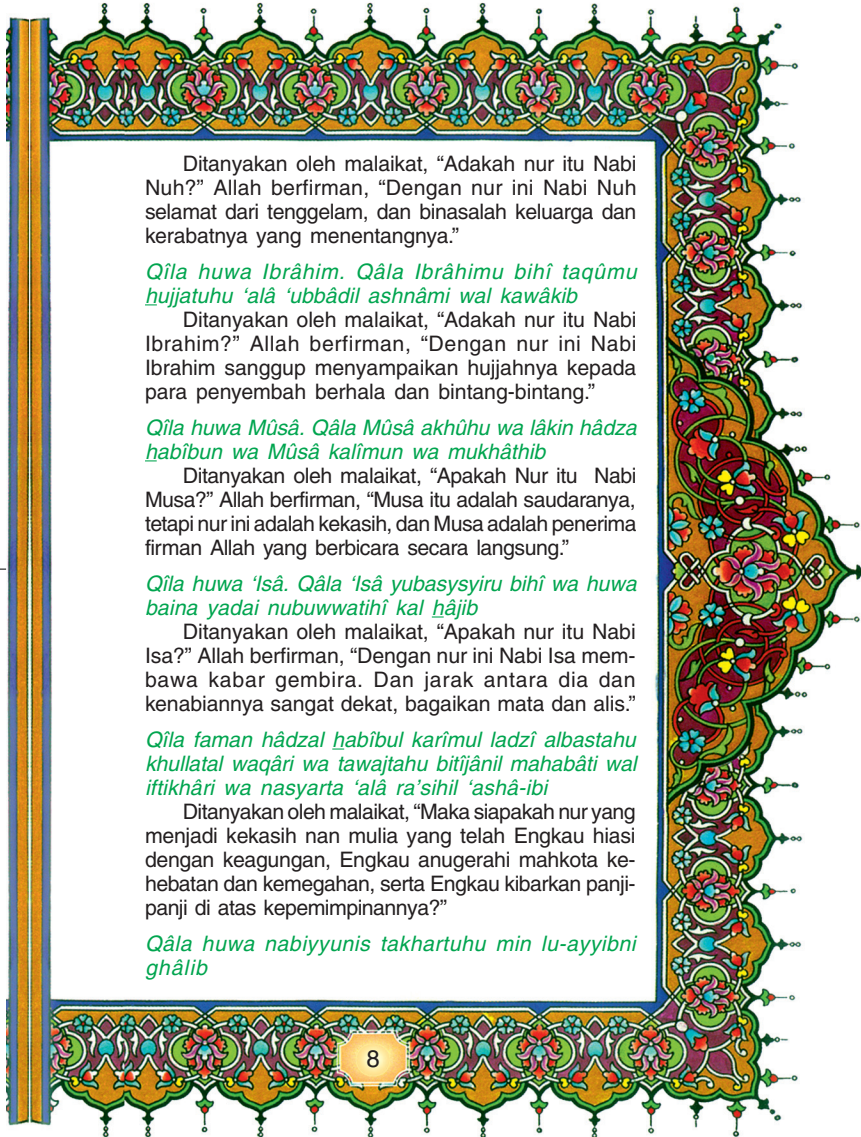 Ditanyakan oleh malaikat, “Adakah nur itu Nabi
Nuh?” Allah berfirman, “Dengan nur ini Nabi Nuh
selamat dari tenggelam, dan binasalah keluarga dan
kerabatnya yang menentangnya.”
Qîla huwa Ibrâhim. Qâla Ibrâhimu bihî taqûmu
ḫujjatuhu ‘alâ ‘ubbâdil ashnâmi wal kawâkib
Ditanyakan oleh malaikat, “Adakah nur itu Nabi
Ibrahim?” Allah berfirman, “Dengan nur ini Nabi
Ibrahim sanggup menyampaikan hujjahnya kepada
para penyembah berhala dan bintang-bintang.”
Qîla huwa Mûsâ. Qâla Mûsâ akhûhu wa lâkin hâdza
ḫabîbun wa Mûsâ kalîmun wa mukhâthib
Ditanyakan oleh malaikat, “Apakah Nur itu Nabi
Musa?” Allah berfirman, “Musa itu adalah saudaranya,
tetapi nur ini adalah kekasih, dan Musa adalah penerima
firman Allah yang berbicara secara langsung.”
Qîla huwa ‘Isâ. Qâla ‘Isâ yubasysyiru bihî wa huwa
baina yadai nubuwwatihî kal ḫâjib
Ditanyakan oleh malaikat, “Apakah nur itu Nabi
Isa?” Allah berfirman, “Dengan nur ini Nabi Isa mem-
bawa kabar gembira. Dan jarak antara dia dan
kenabiannya sangat dekat, bagaikan mata dan alis.”
Qîla faman hâdzal ḫabîbul karîmul ladzî albastahu
khullatal waqâri wa tawajtahu bitîjânil mahabâti wal
iftikhâri wa nasyarta ‘alâ ra’sihil ‘ashâ-ibi
Ditanyakan oleh malaikat, “Maka siapakah nur yang
menjadi kekasih nan mulia yang telah Engkau hiasi
dengan keagungan, Engkau anugerahi mahkota ke-
hebatan dan kemegahan, serta Engkau kibarkan panji-
panji di atas kepemimpinannya?”
Qâla huwa nabiyyunis takhartuhu min lu-ayyibni
ghâlib
8